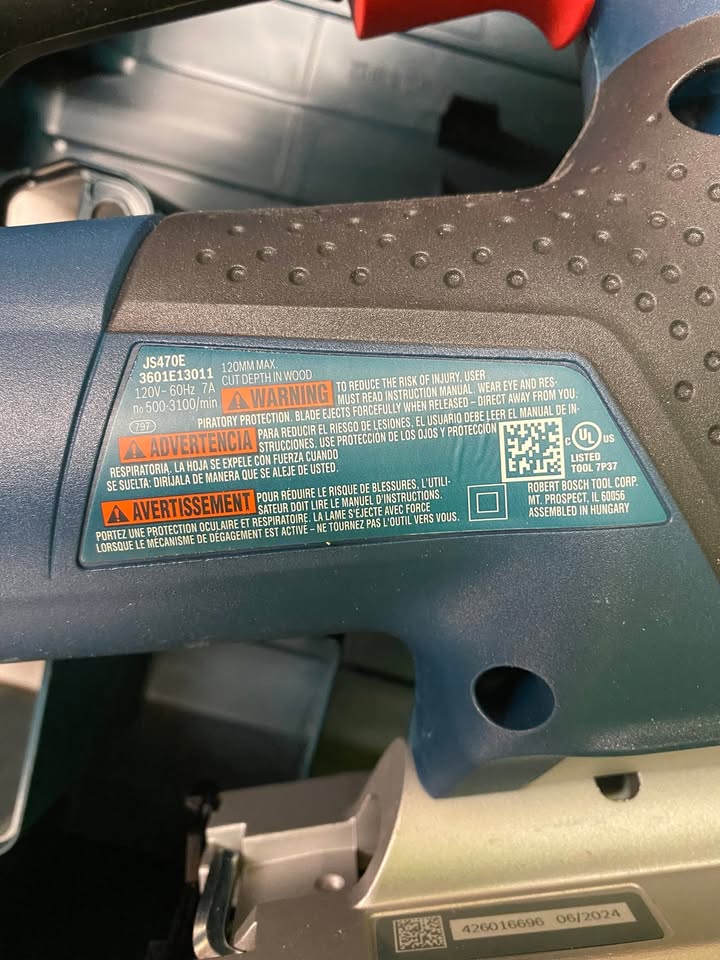 JS470E
3601E13011
120V~ 60Hz 7A
n₀ 500-3100/min
797
120MM MAX.
CUT DEPTH IN WOOD
WARNING TO REDUCE THE RISK OF INJURY, USER
MUST READ INSTRUCTION MANUAL. WEAR EYE AND RES-
PIRATORY PROTECTION. BLADE EJECTS FORCEFULLY WHEN RELEASED – DIRECT AWAY FROM YOU.
ADVERTENCIA PARA REDUCIR EL RIESGO DE LESIONES, EL USUARIO DEBE LEER EL MANUAL DE IN-
STRUCCIONES. USE PROTECCIÓN DE LOS OJOS Y PROTECCIÓN
RESPIRATORIA. LA HOJA SE EXPELE CON FUERZA CUANDO
SE SUELTA: DIRIJALA DE MANERA QUE SE ALEJE DE USTED.
AVERTISSEMENT POUR RÉDUIRE LE RISQUE DE BLESSURES, L'UTILI-
SATEUR DOIT LIRE LE MANUEL D'INSTRUCTIONS.
PORTEZ UNE PROTECTION OCULAIRE ET RESPIRATOIRE. LA LAME S'ÉJECTE AVEC FORCE
LORSQUE LE MÉCANISME DE DÉGAGEMENT EST ACTIVÉ – NE TOURNEZ PAS L'OUTIL VERS VOUS.
C UL US
LISTED
TOOL 7P37
ROBERT BOSCH TOOL CORP.
MT. PROSPECT, IL 60056
ASSEMBLED IN HUNGARY
426016696 06/2024